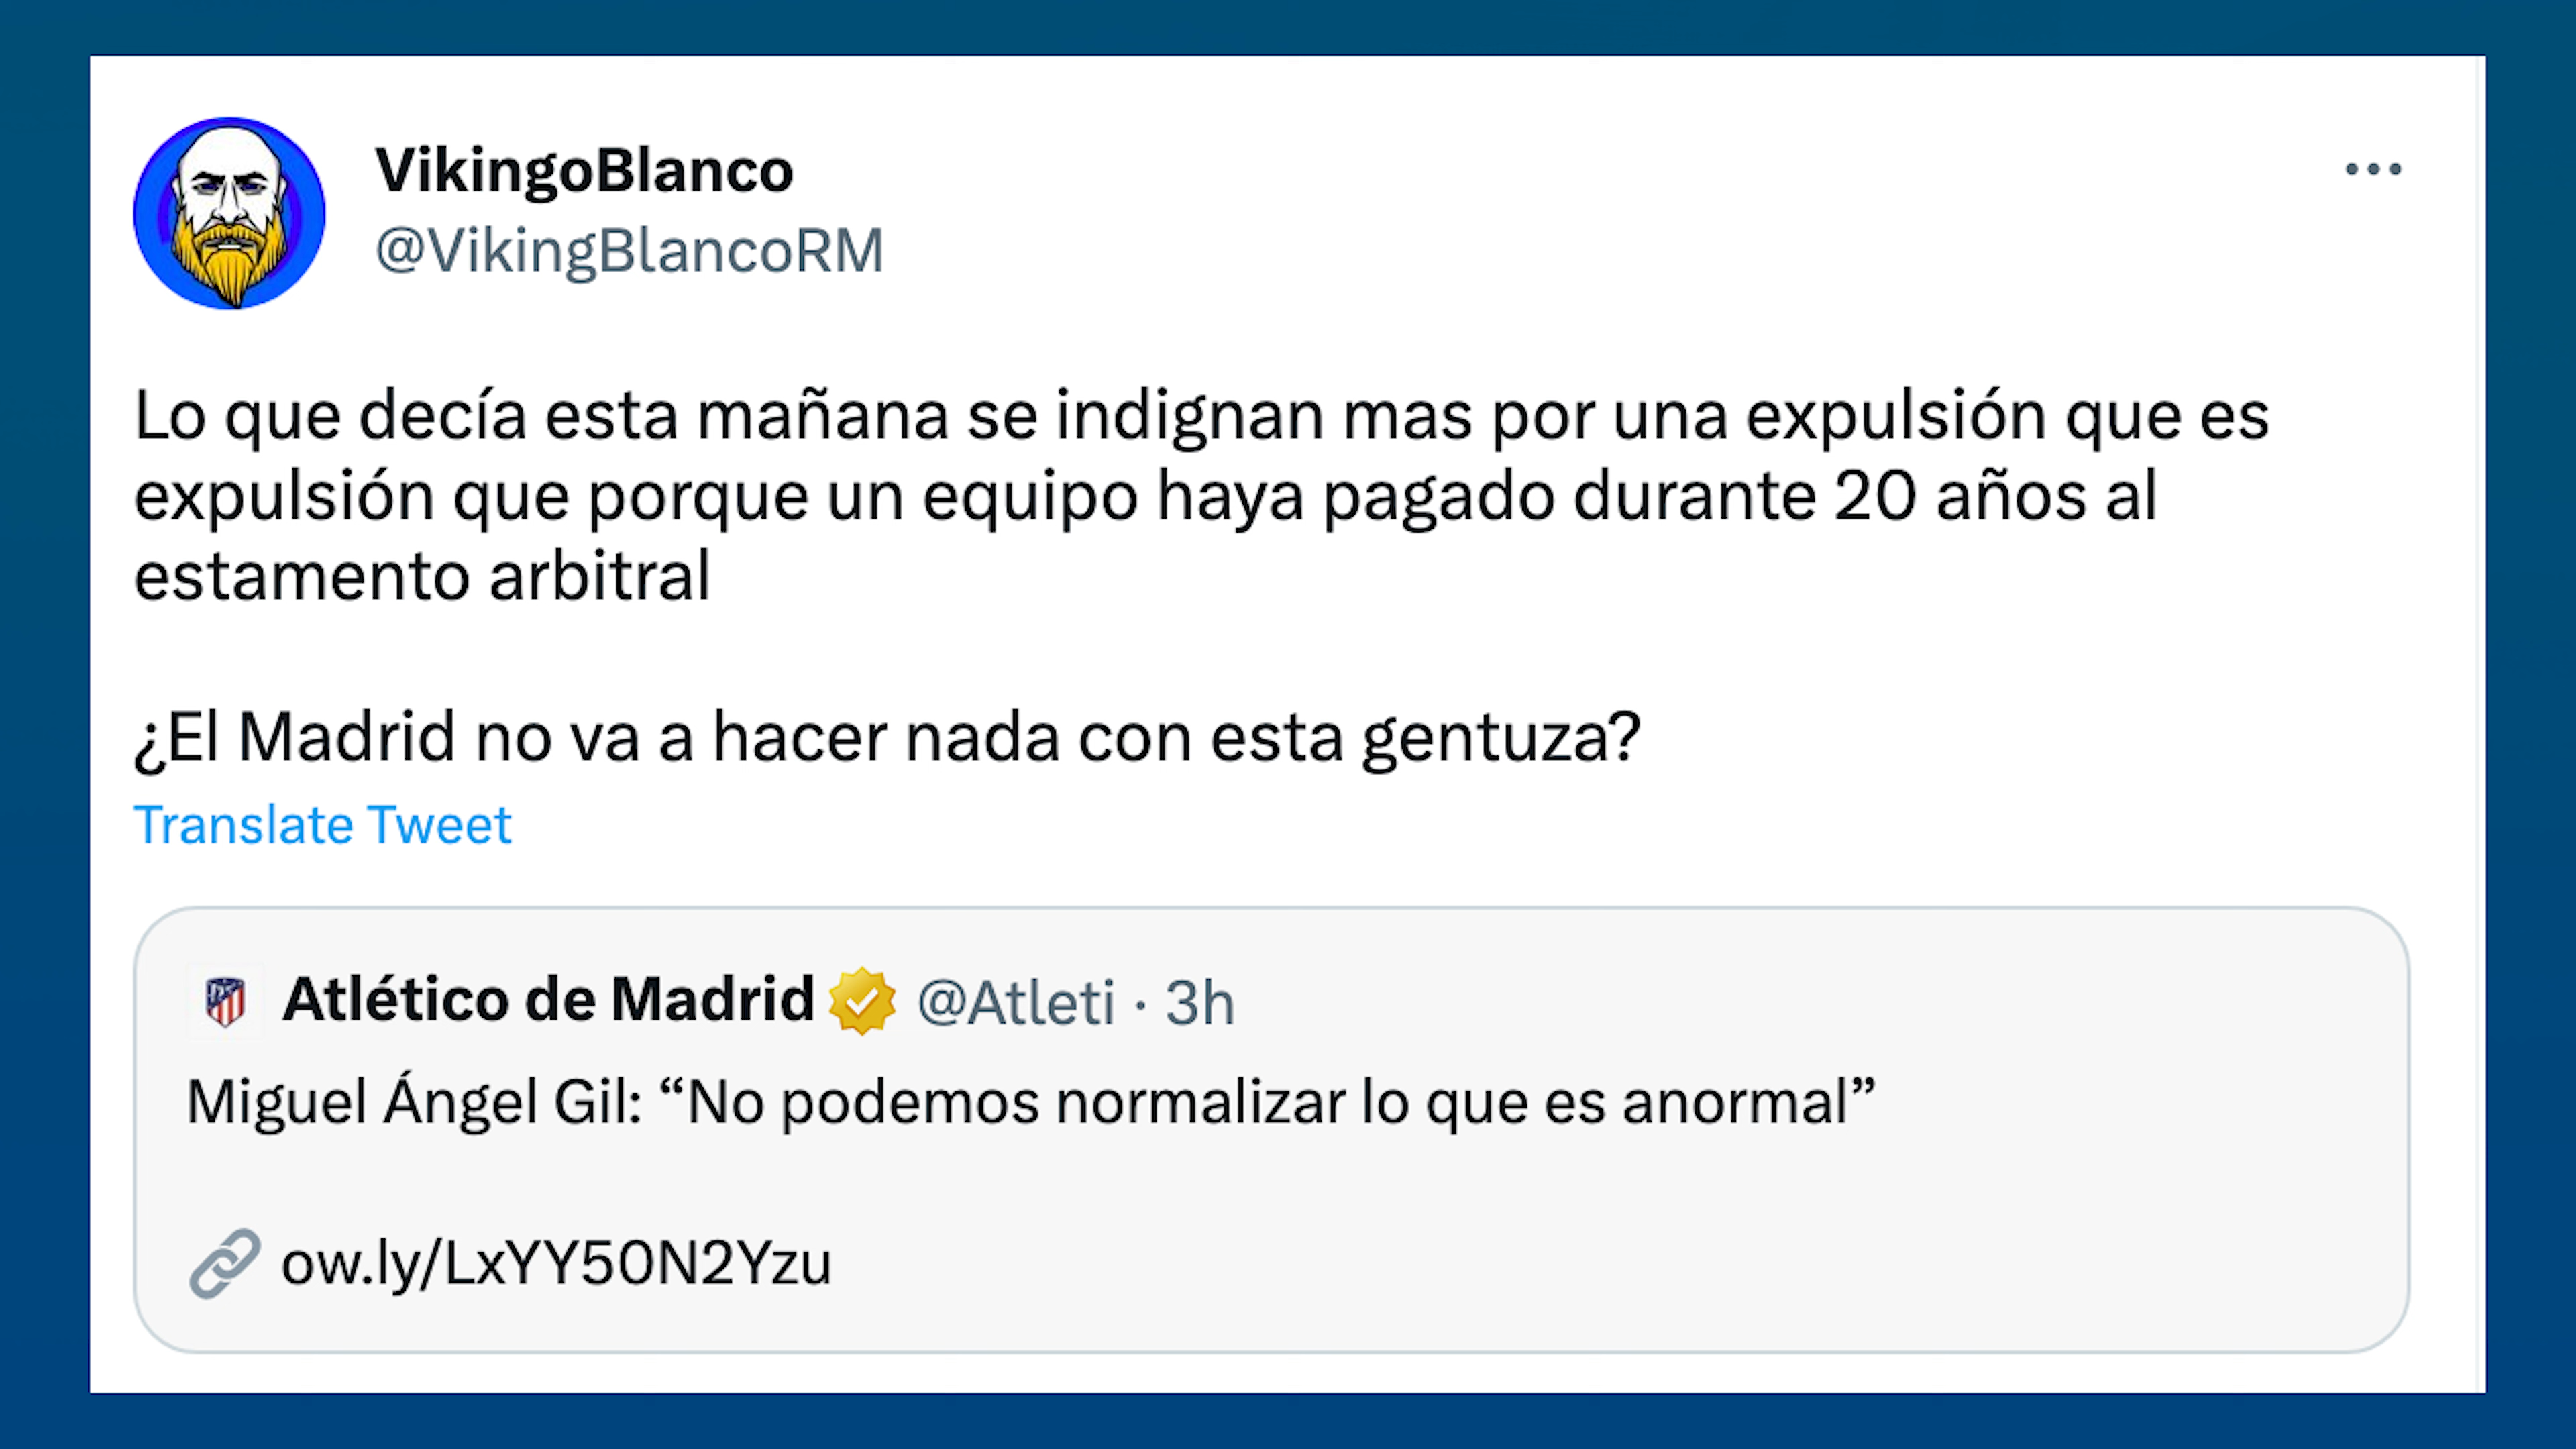 VikingoBlanco
@VikingBlancoRM
Lo que decía esta mañana se indignan mas por una expulsión que es
expulsión que porque un equipo haya pagado durante 20 años al
estamento arbitral
¿El Madrid no va a hacer nada con esta gentuza?
Translate Tweet
Atlético de Madrid @Atleti · 3h
Miguel Ángel Gil: “No podemos normalizar lo que es anormal”
ow.ly/LxYY50N2Yzu